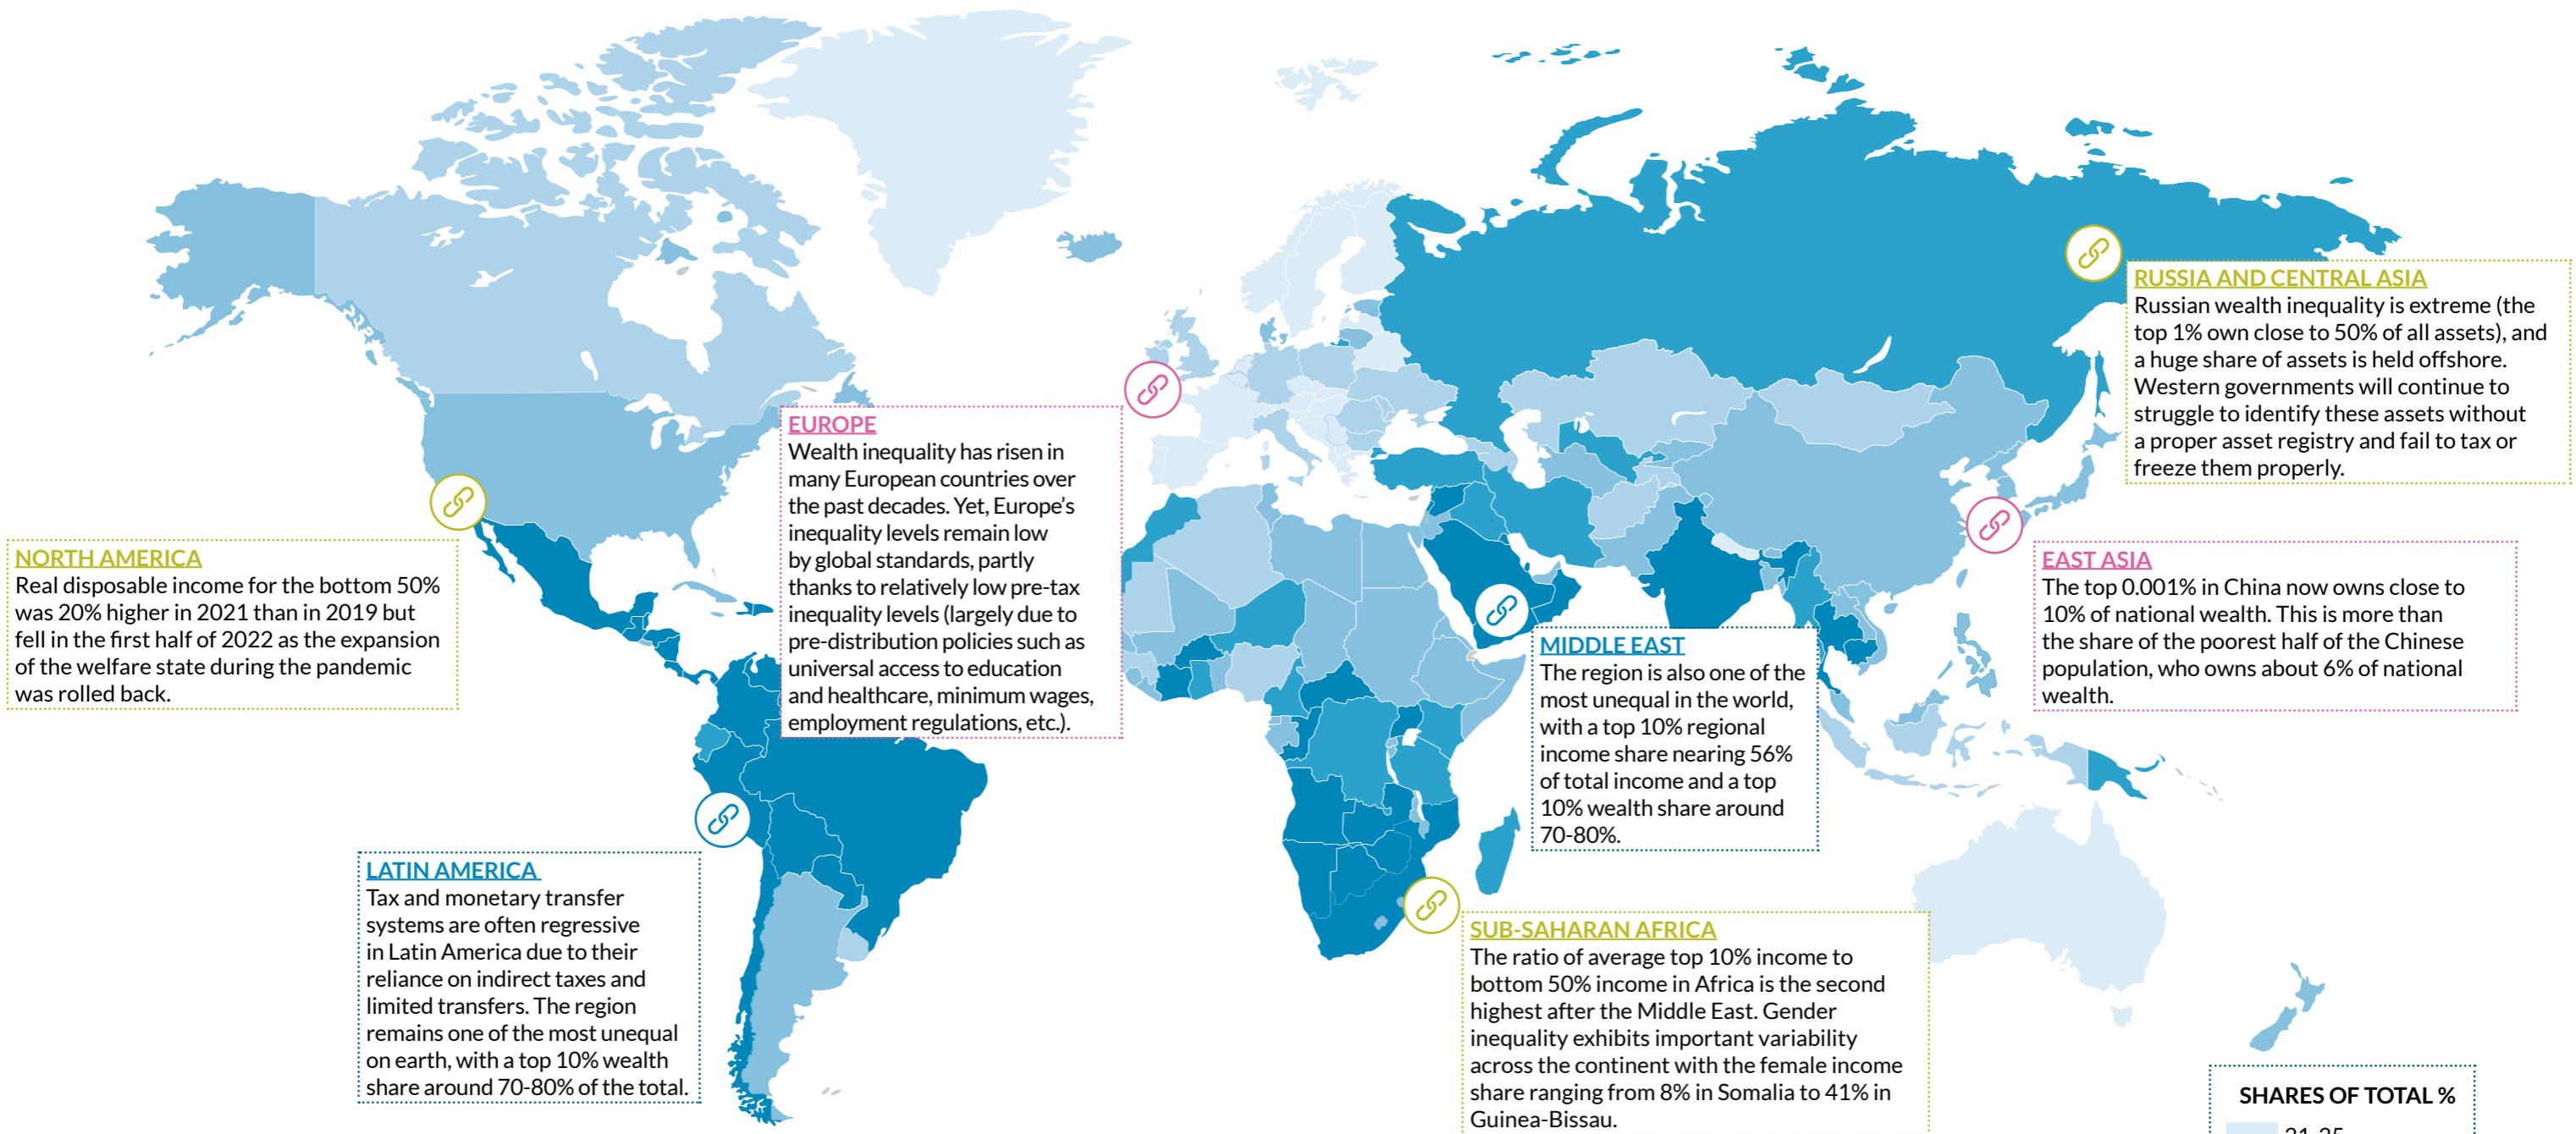 RUSSIA AND CENTRAL ASIA
Russian wealth inequality is extreme (the
top 1% own close to 50% of all assets), and
a huge share of assets is held offshore.
Western governments will continue to
struggle to identify these assets without
a proper asset registry and fail to tax or
freeze them properly.
EUROPE
Wealth inequality has risen in
many European countries over
the past decades. Yet, Europe’s
inequality levels remain low
by global standards, partly
thanks to relatively low pre-tax
inequality levels (largely due to
pre-distribution policies such as
universal access to education
and healthcare, minimum wages,
employment regulations, etc.).
NORTH AMERICA
Real disposable income for the bottom 50%
was 20% higher in 2021 than in 2019 but
fell in the first half of 2022 as the expansion
of the welfare state during the pandemic
was rolled back.
EAST ASIA
The top 0.001% in China now owns close to
10% of national wealth. This is more than
the share of the poorest half of the Chinese
population, who owns about 6% of national
wealth.
MIDDLE EAST
The region is also one of the
most unequal in the world,
with a top 10% regional
income share nearing 56%
of total income and a top
10% wealth share around
70-80%.
LATIN AMERICA
Tax and monetary transfer
systems are often regressive
in Latin America due to their
reliance on indirect taxes and
limited transfers. The region
remains one of the most unequal
on earth, with a top 10% wealth
share around 70-80% of the total.
SUB-SAHARAN AFRICA
The ratio of average top 10% income to
bottom 50% income in Africa is the second
highest after the Middle East. Gender
inequality exhibits important variability
across the continent with the female income
share ranging from 8% in Somalia to 41% in
Guinea-Bissau.
SHARES OF TOTAL %